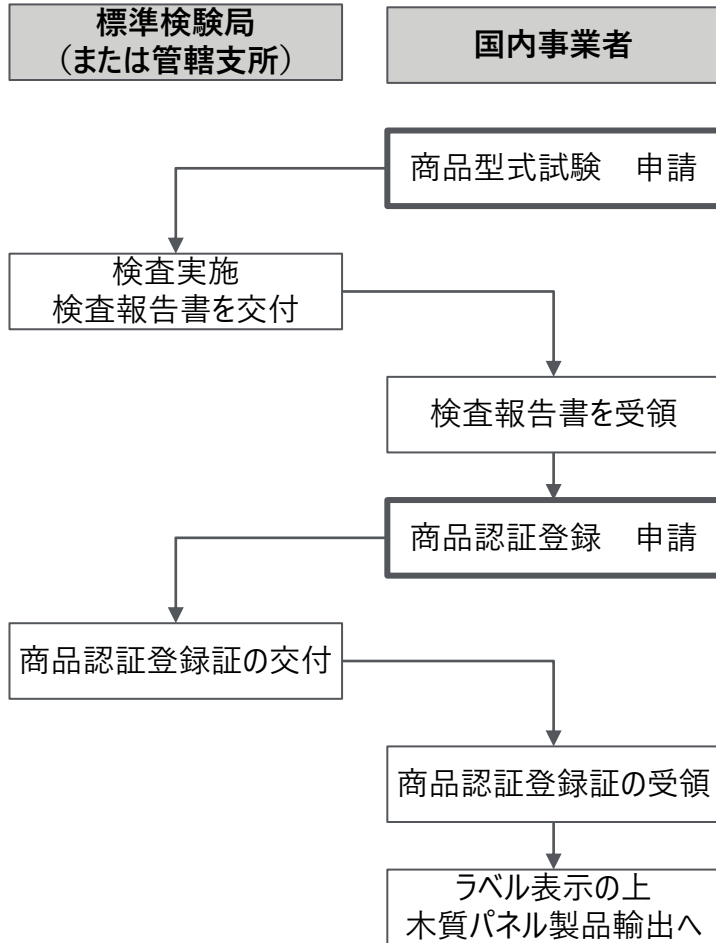 標準検験局
（または管轄支所）
国内事業者
商品型式試験　申請
検査実施
検査報告書を交付
検査報告書を受領
商品認証登録　申請
商品認証登録証の交付
商品認証登録証の受領
ラベル表示の上
木質パネル製品輸出へ